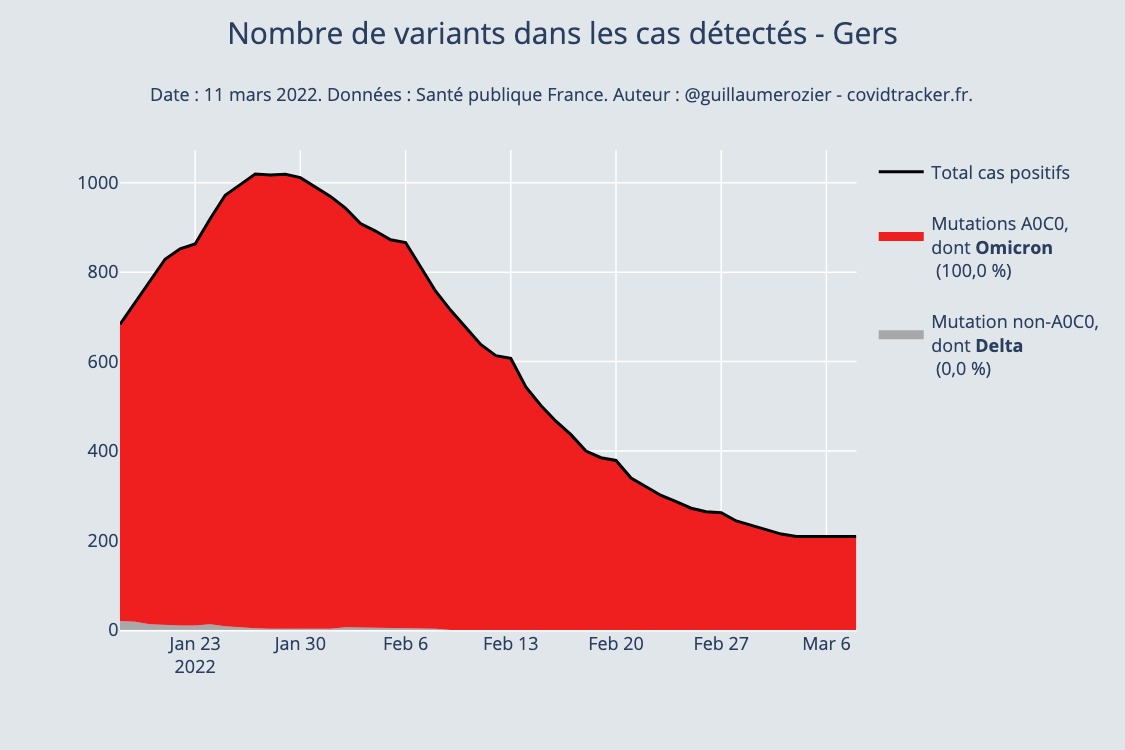 Nombre de variants dans les cas détectés - Gers
Date : 11 mars 2022. Données : Santé publique France. Auteur : @guillaumerozier - covidtracker.fr.
1000
800
600
400
200
0
Jan 23
2022
Jan 30
Feb 6
Feb 13
Feb 20
Feb 27
Mar 6
Total cas positifs
Mutations A0C0,
dont Omicron
(100,0 %)
Mutation non-A0C0,
dont Delta
(0,0 %)